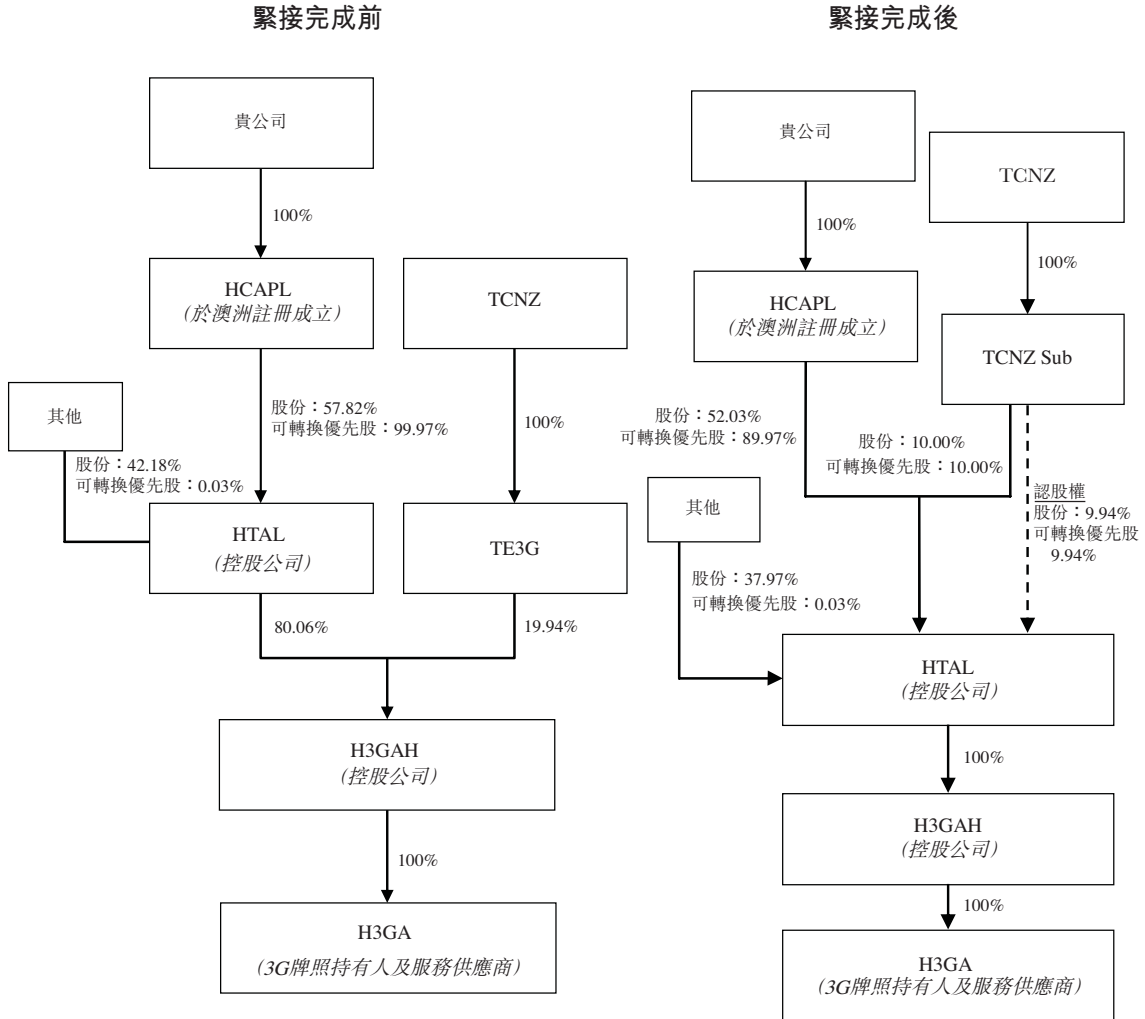 緊接完成前
貴公司
100%
HCAPL
(於澳洲註冊成立)
TCNZ
其他
股份：57.82%
可轉換優先股：99.97%
100%
股份：42.18%
可轉換優先股：0.03%
HTAL
(控股公司)
TE3G
80.06%
19.94%
H3GAH
(控股公司)
100%
H3GA
(3G牌照持有人及服務供應商)
緊接完成後
貴公司
TCNZ
100%
100%
HCAPL
(於澳洲註冊成立)
TCNZ Sub
股份：52.03%
可轉換優先股：89.97%
股份：10.00%
可轉換優先股：10.00%
認股權
股份：9.94%
可轉換優先股
9.94%
其他
股份：37.97%
可轉換優先股：0.03%
HTAL
(控股公司)
100%
H3GAH
(控股公司)
100%
H3GA
(3G牌照持有人及服務供應商)